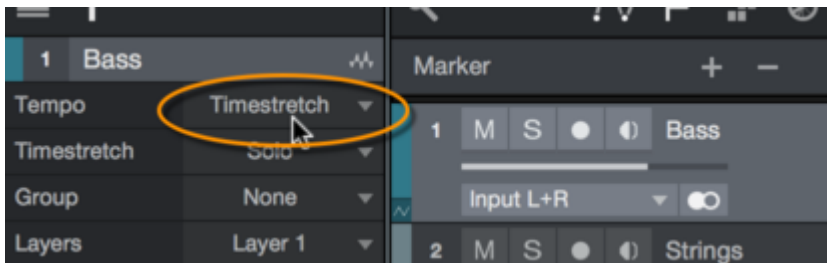 1 Bass
Tempo Timestretch
Timestretch Solo
Group None
Layers Layer 1
Marker + −
1 M S Bass
Input L+R
2 M S Strings